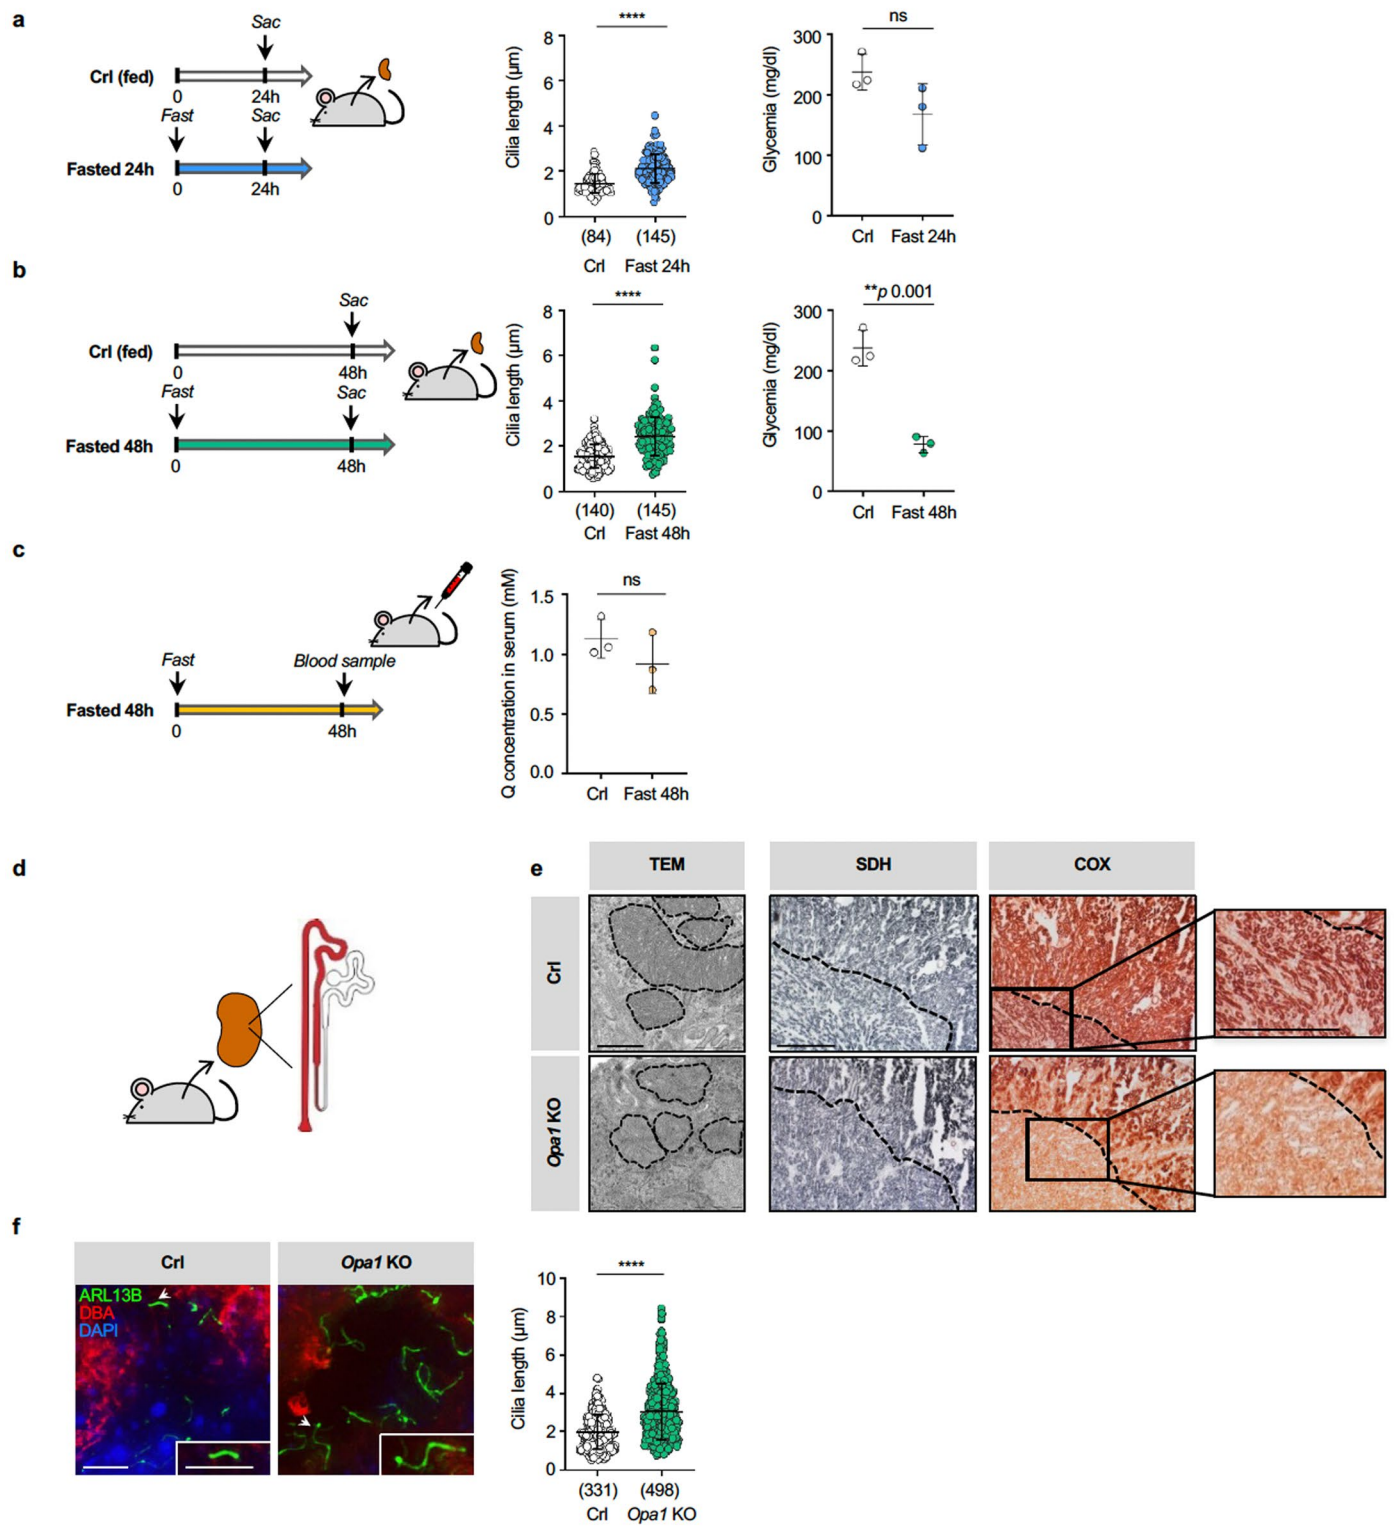 a
Sac
Crl (fed)
0
24h
Fast
Sac
Fasted 24h
0
24h
****
Cilia length (µm)
8
6
4
2
0
(84)
(145)
Crl
Fast 24h
ns
Glycemia (mg/dl)
300
200
100
0
Crl
Fast 24h
b
Sac
Crl (fed)
0
48h
Fast
Sac
Fasted 48h
0
48h
****
Cilia length (µm)
8
6
4
2
0
(140)
(145)
Crl
Fast 48h
**p 0.001
Glycemia (mg/dl)
300
200
100
0
Crl
Fast 48h
c
Fast
Blood sample
Fasted 48h
0
48h
ns
Q concentration in serum (mM)
1.5
1.0
0.5
0.0
Crl
Fast 48h
d
e
TEM
SDH
COX
Crl
Opa1 KO
f
Crl
Opa1 KO
ARL13B
DBA
DAPI
****
Cilia length (µm)
10
8
6
4
2
0
(331)
(498)
Crl
Opa1 KO